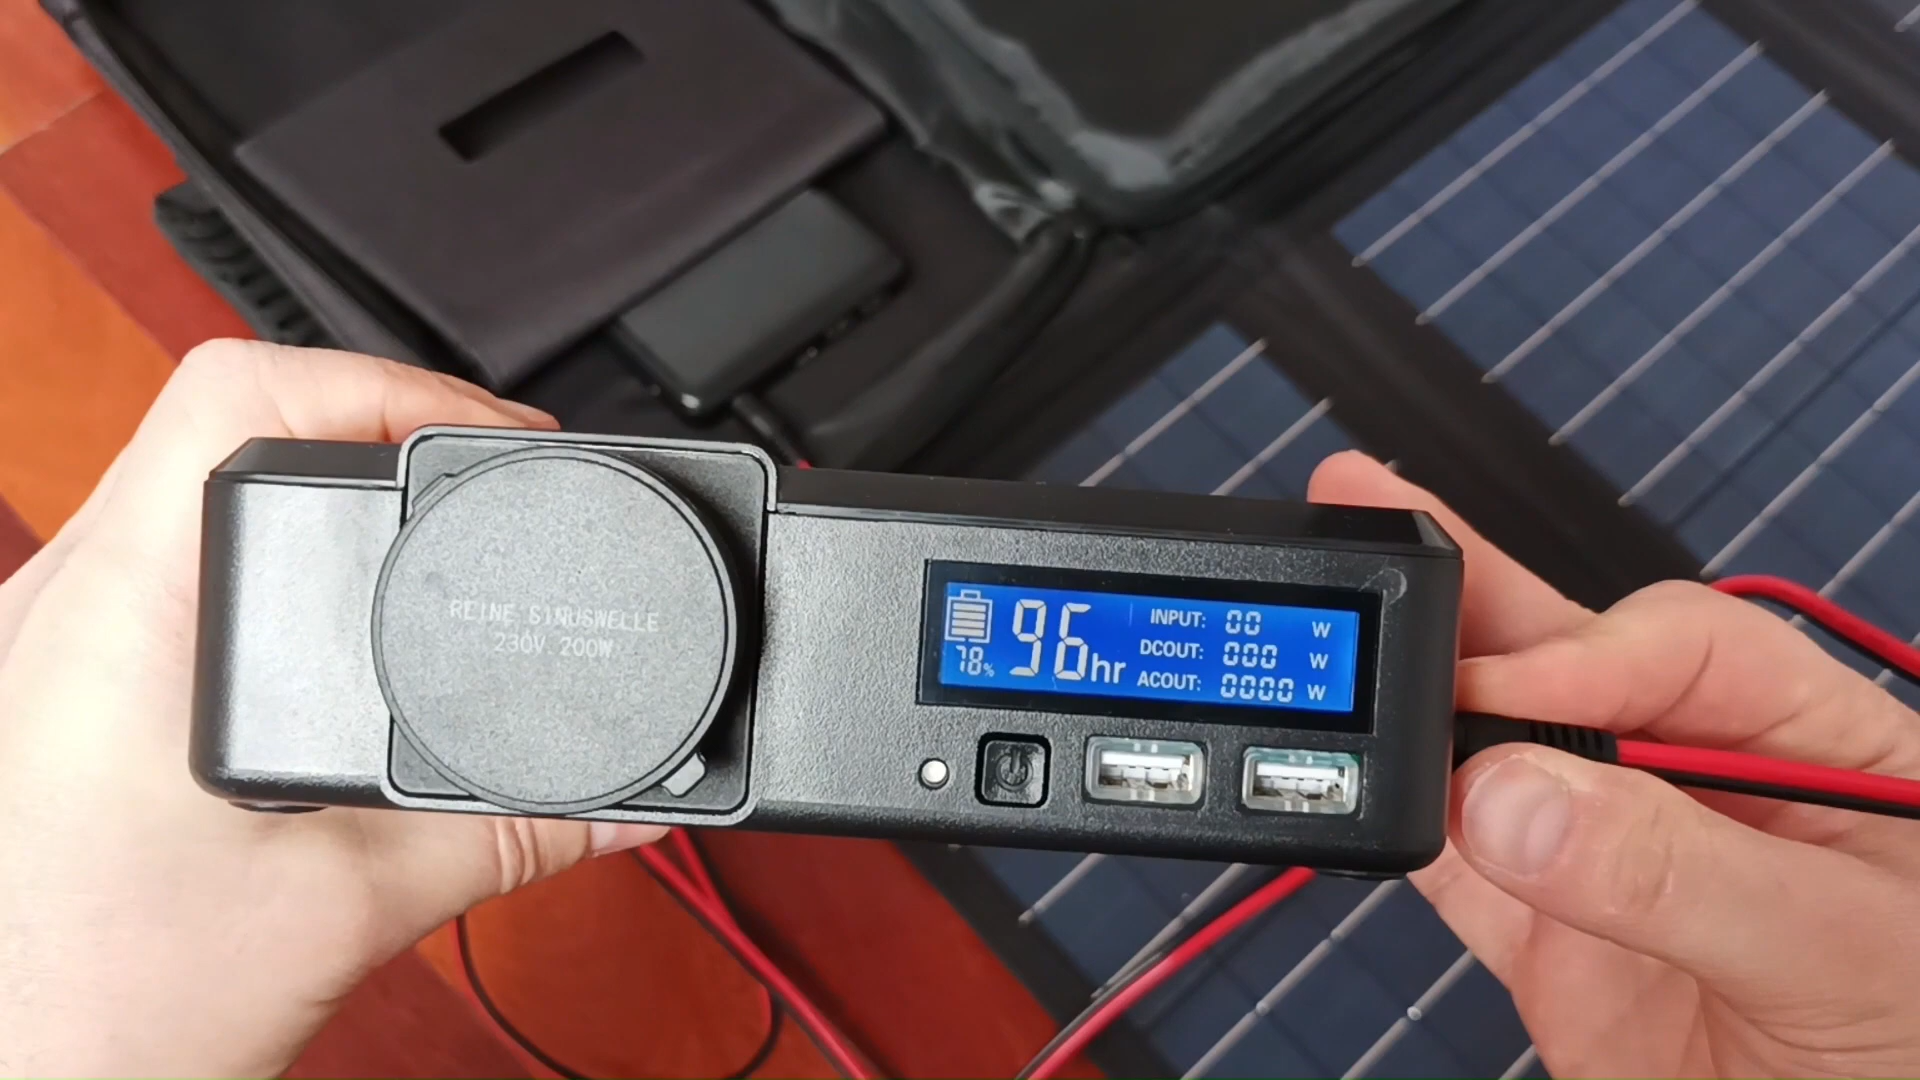 REINE SINUSWELLE
230V. 200W
78%
96hr
INPUT: 00 W
DCOUT: 000 W
ACOUT: 0000 W